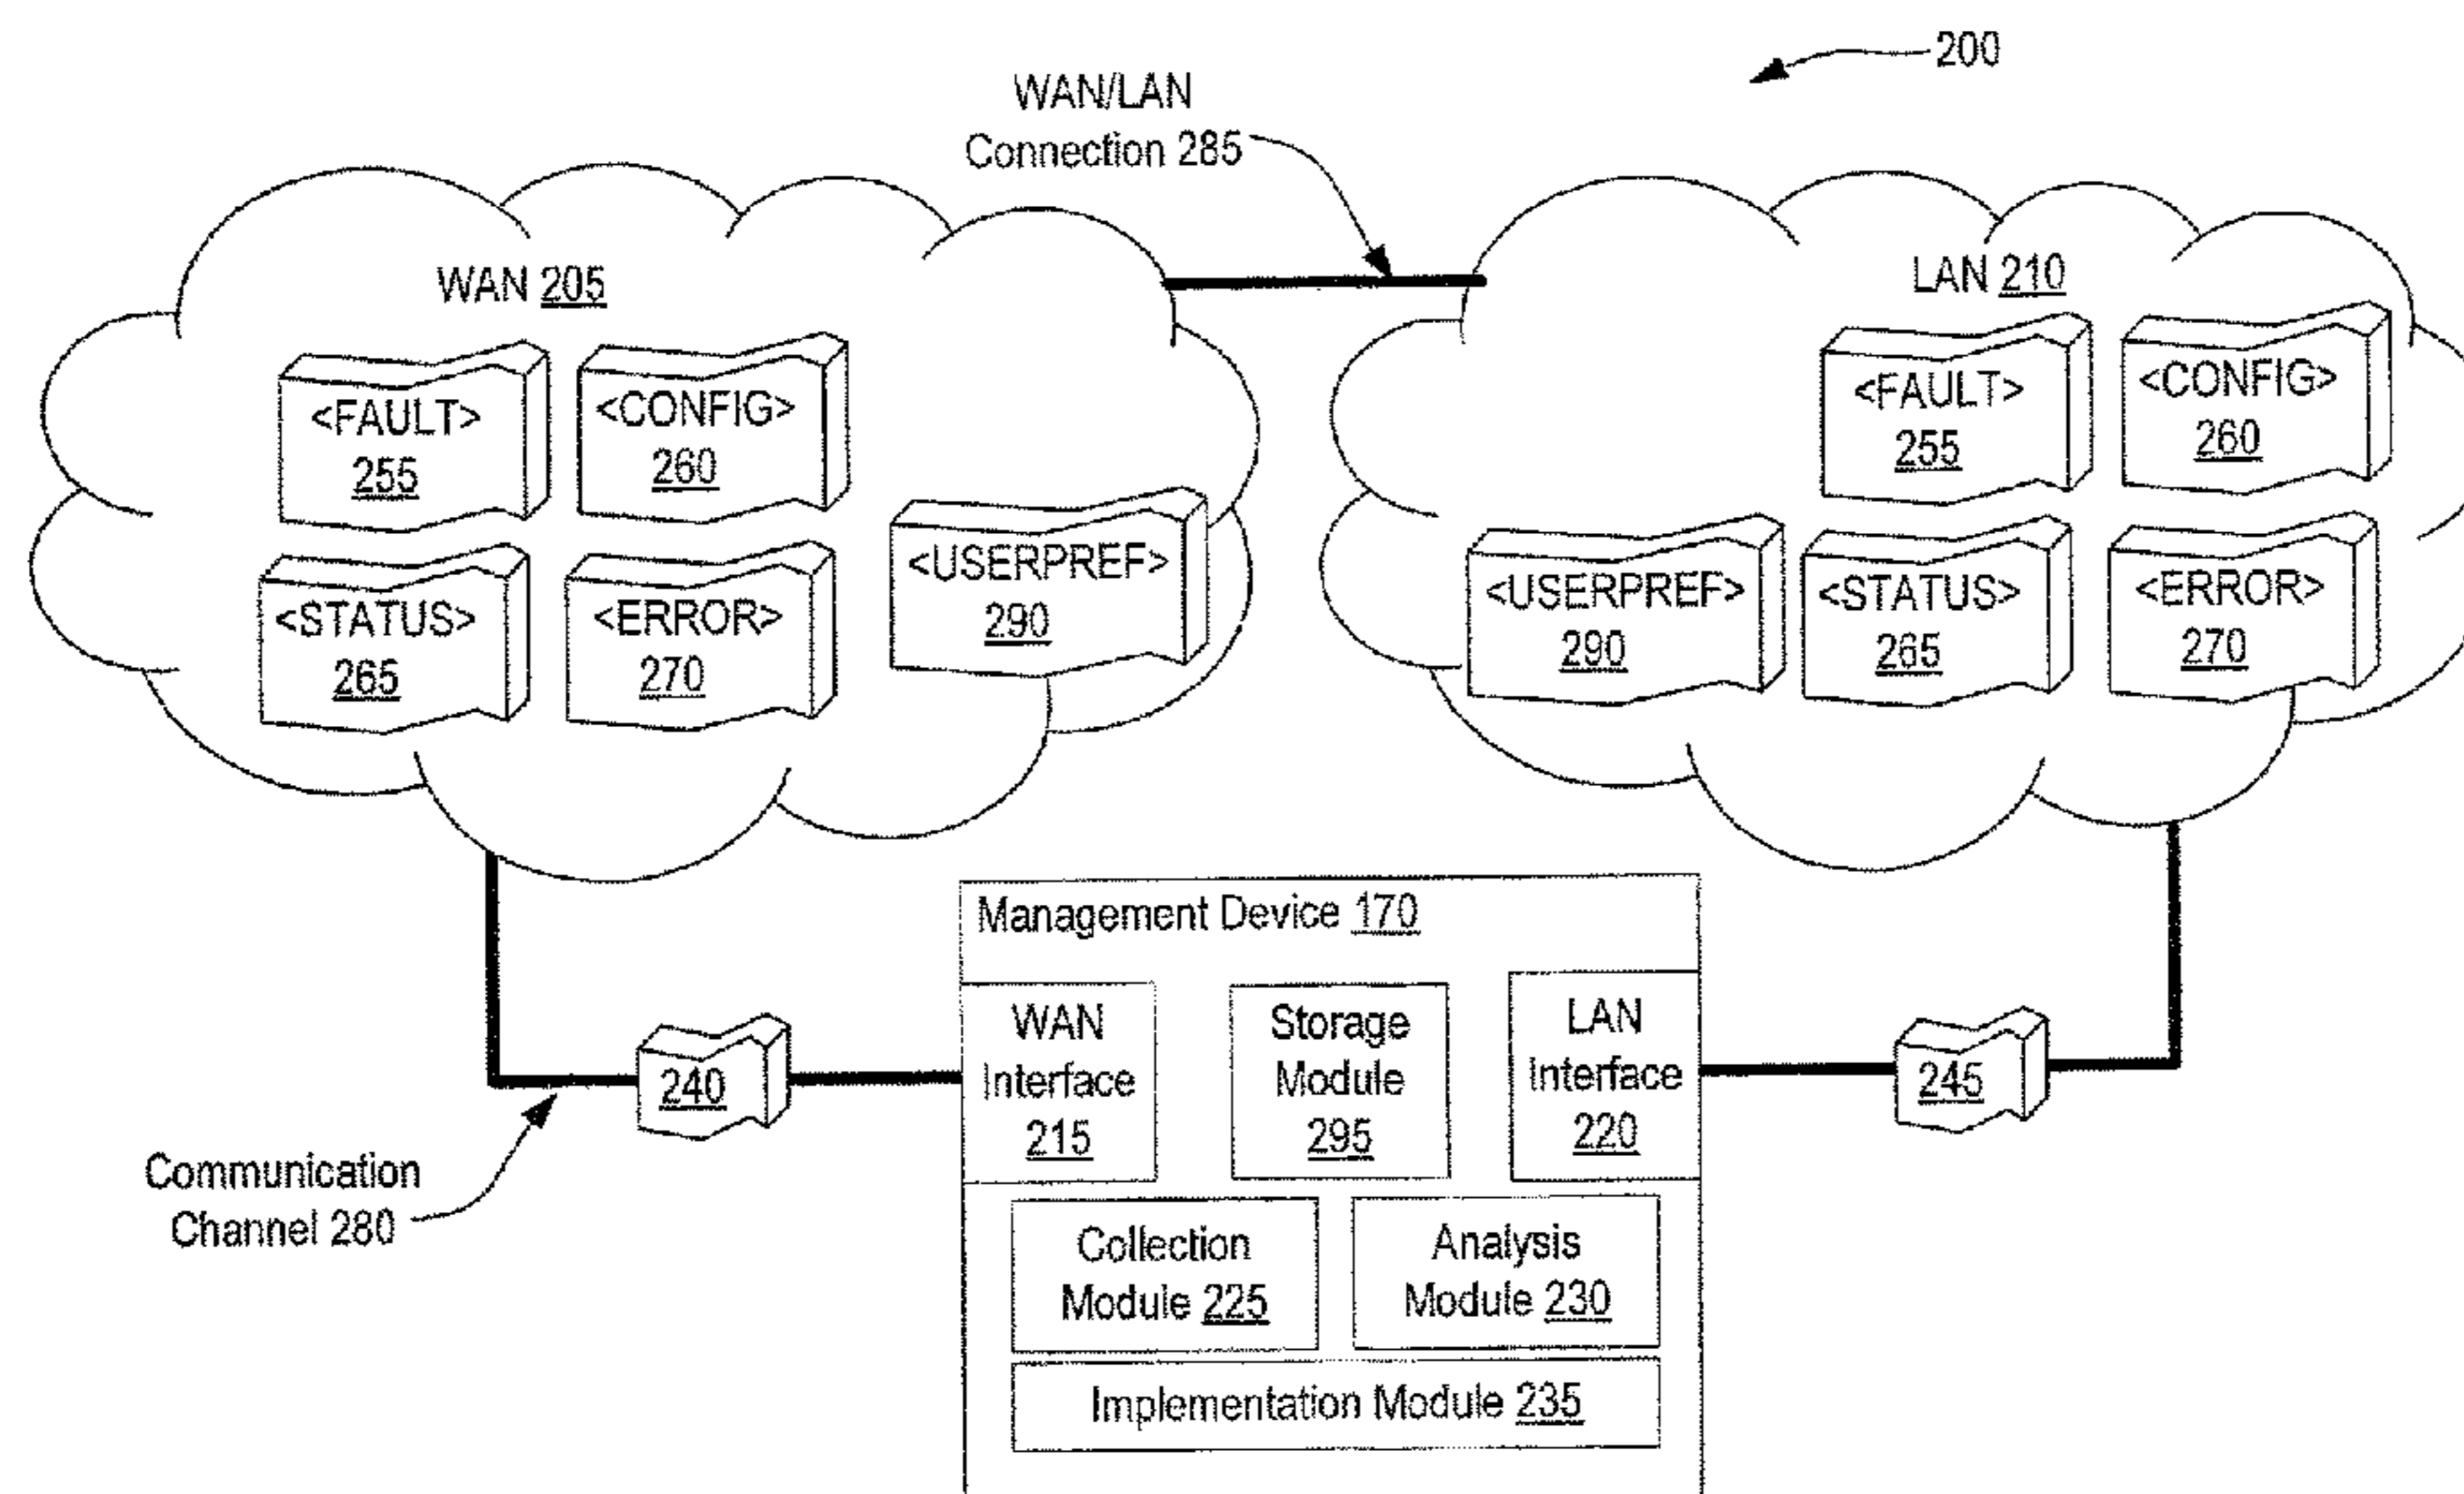 200
WAN/LAN
Connection 285
WAN 205
<FAULT>
255
<CONFIG>
260
<STATUS>
265
<ERROR>
270
<USERPREF>
290
LAN 210
<FAULT>
255
<CONFIG>
260
<USERPREF>
290
<STATUS>
265
<ERROR>
270
Management Device 170
WAN
Interface
215
Storage
Module
295
LAN
Interface
220
240
245
Communication
Channel 280
Collection
Module 225
Analysis
Module 230
Implementation Module 235